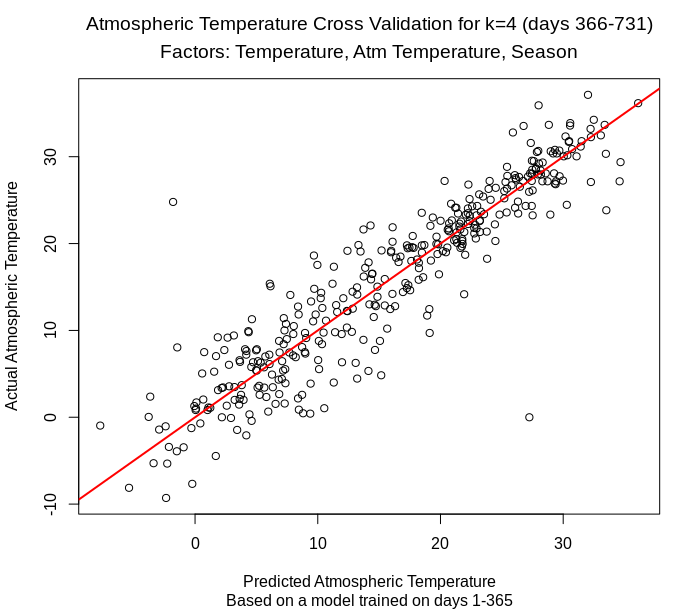 Atmospheric Temperature Cross Validation for k=4 (days 366-731)
Factors: Temperature, Atm Temperature, Season
Actual Atmospheric Temperature
30
20
10
0
-10
0 10 20 30
Predicted Atmospheric Temperature
Based on a model trained on days 1-365